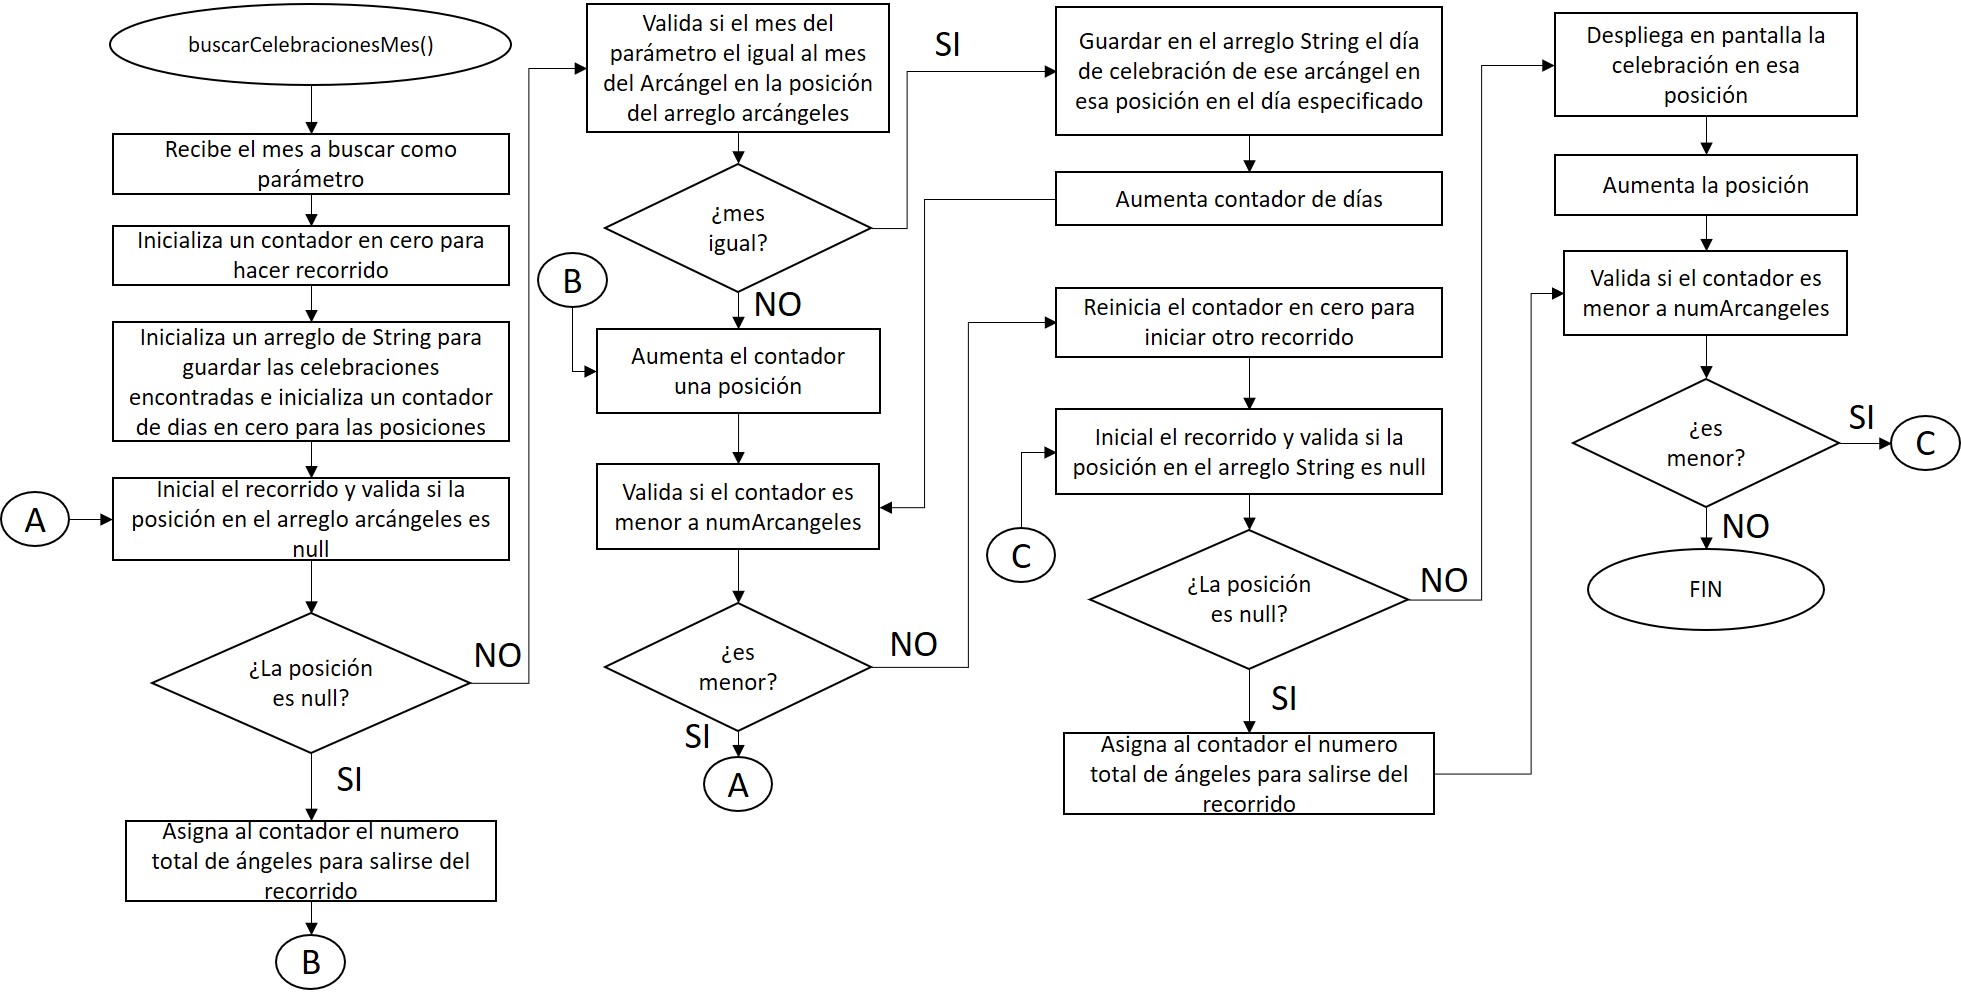 buscarCelebracionesMes()
Recibe el mes a buscar como
parámetro
Inicializa un contador en cero para
hacer recorrido
Inicializa un arreglo de String para
guardar las celebraciones
encontradas e inicializa un contador
de dias en cero para las posiciones
A
Inicial el recorrido y valida si la
posición en el arreglo arcángeles es
null
¿La posición
es null?
NO
SI
Asigna al contador el numero
total de ángeles para salirse del
recorrido
B
Valida si el mes del
parámetro el igual al mes
del Arcángel en la posición
del arreglo arcángeles
¿mes
igual?
SI
NO
B
Aumenta el contador
una posición
Valida si el contador es
menor a numArcangeles
¿es
menor?
NO
SI
A
Guardar en el arreglo String el día
de celebración de ese arcángel en
esa posición en el día especificado
Aumenta contador de días
Reinicia el contador en cero para
iniciar otro recorrido
Inicial el recorrido y valida si la
posición en el arreglo String es null
C
¿La posición
es null?
NO
SI
Asigna al contador el numero
total de ángeles para salirse del
recorrido
Despliega en pantalla la
celebración en esa
posición
Aumenta la posición
Valida si el contador es
menor a numArcangeles
¿es
menor?
SI
C
NO
FIN